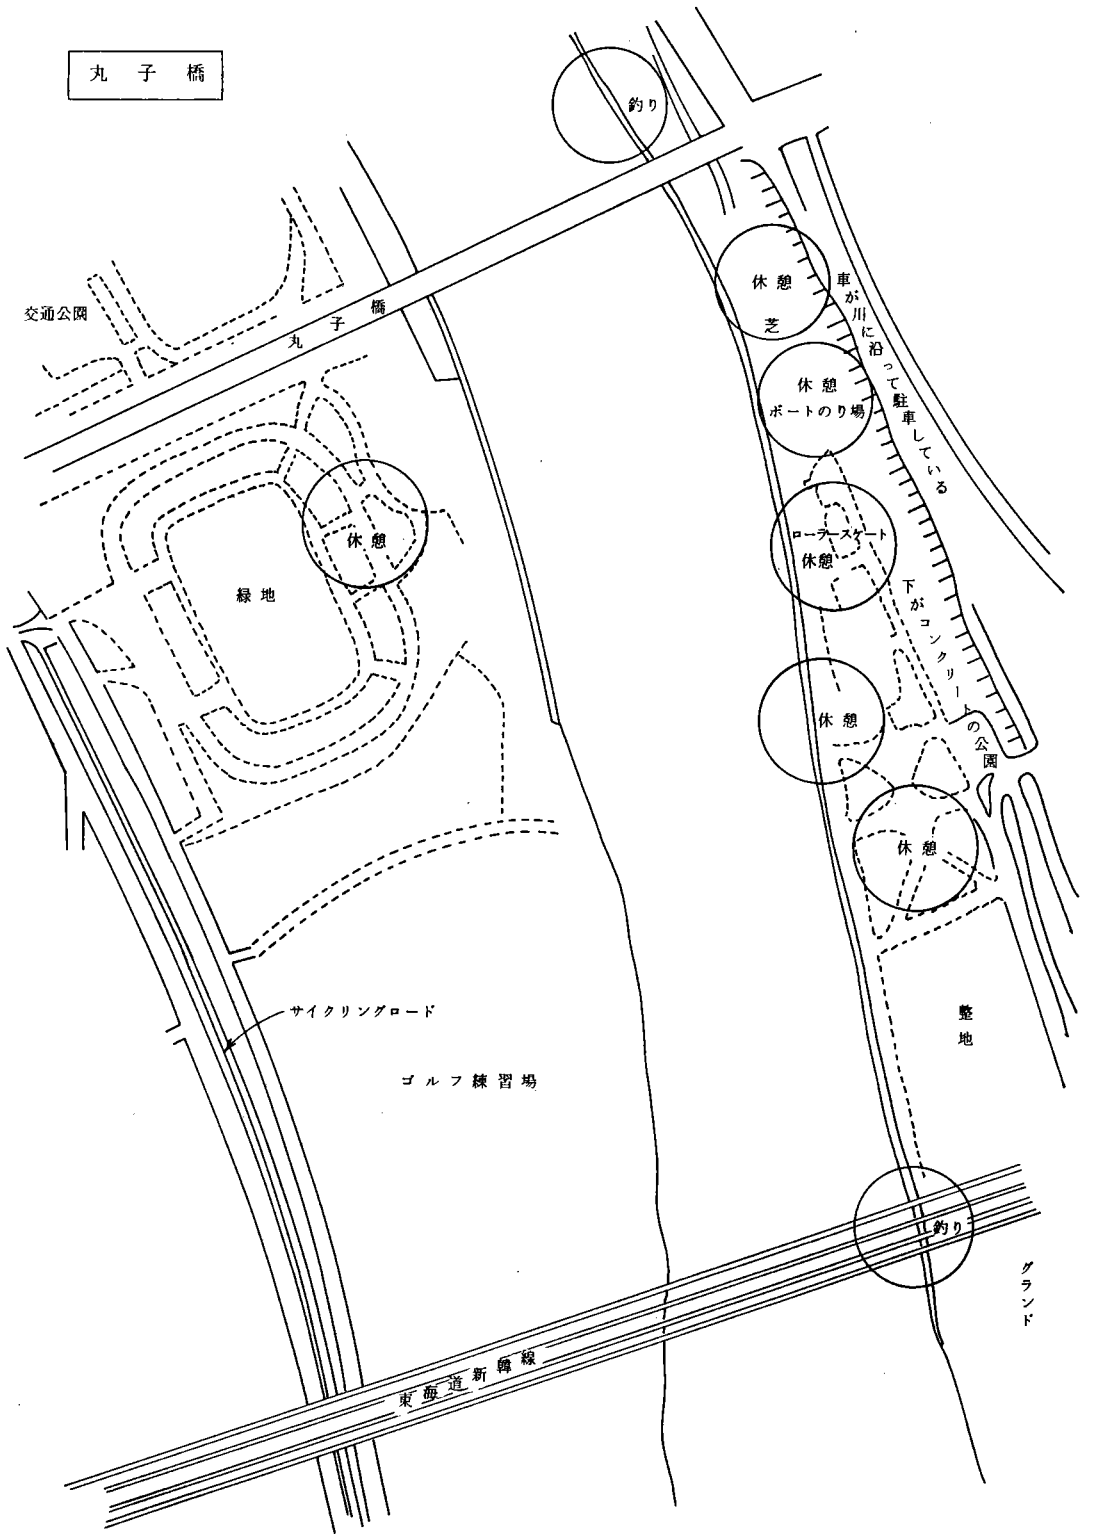 丸子橋
釣り
交通公園
丸子橋
休憩
芝
車が川に沿って駐車している
休憩
ボートのり場
休憩
緑地
ローラースケート
休憩
下がコンクリートの公園
休憩
休憩
サイクリングロード
整地
ゴルフ練習場
釣り
グランド
東海道新韓線